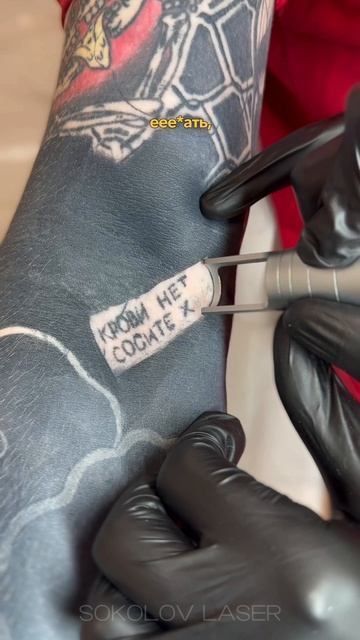 еее*ать,
КРОВИ НЕТ
СОСИТЕ Х
SOKOLOV LASER